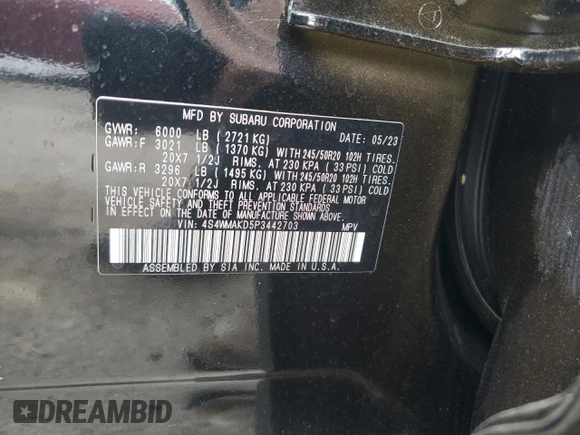 MFD BY SUBARU CORPORATION
GVWR: 6000 LB ( 2721 KG) DATE: 05/23
GAWR:F 3021 LB ( 1370 KG) WITH 245/50R20 102H TIRES.
20X7 1/2J RIMS. AT 230 KPA ( 33 PSI) COLD
GAWR:R 3296 LB ( 1495 KG) WITH 245/50R20 102H TIRES.
20X7 1/2J RIMS. AT 230 KPA ( 33 PSI) COLD
THIS VEHICLE CONFORMS TO ALL APPLICABLE FEDERAL MOTOR
VEHICLE SAFETY AND THEFT PREVENTION STANDARDS
IN EFFECT ON THE DATE OF MANUFACTURE SHOWN ABOVE.
VIN: 4S4WMAKD5P3442703 MPV
ASSEMBLED BY SIA INC. MADE IN U.S.A.
DREAMBID